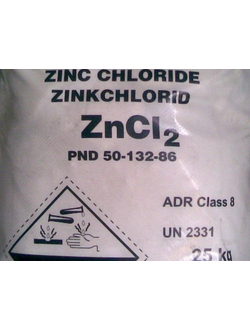 ZINC CHLORIDE
ZINKCHLORID
ZnCl₂
PND 50-132-86
ADR Class 8
UN 2331
25 kg